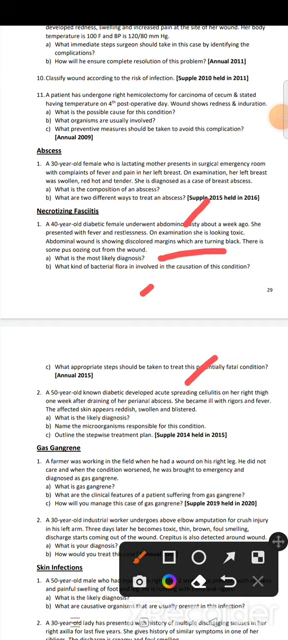 developed redness, swelling and increased pain at the site of her wound. Her body
temperature is 100 F and BP is 120/80 mm Hg.
a) What immediate steps surgeon should take in this case by identifying the
complications?
b) How will he ensure complete resolution of this problem? [Annual 2011]
10. Classify wound according to the risk of infection. [Supple 2010 held in 2011]
11. A patient has undergone right hemicolectomy for carcinoma of cecum & stated
having temperature on 4th post-operative day. Wound shows redness & induration.
a) What is the possible cause for this condition?
b) What organisms are usually involved?
c) What preventive measures should be taken to avoid this complication?
[Annual 2009]
Abscess
1. A 30-year-old female who is lactating mother presents in surgical emergency room
with complaints of fever and pain in her left breast. On examination, her left breast
was swollen, red hot and tender. She is diagnosed as a case of breast abscess.
a) What is the composition of an abscess?
b) What are two different ways to treat an abscess? [Supple 2015 held in 2016]
Necrotizing Fasciitis
1. A 40-year-old diabetic female underwent abdominoplasty about a week ago. She
presented with fever and restlessness. On examination she is looking toxic.
Abdominal wound is showing discolored margins which are turning black. There is
some pus oozing out from the wound.
a) What is the most likely diagnosis?
b) What kind of bacterial flora in involved in the causation of this condition?
29
c) What appropriate steps should be taken to treat this potentially fatal condition?
[Annual 2015]
2. A 50-year-old known diabetic developed acute spreading cellulitis on her right thigh
one week after draining of her perianal abscess. She became ill with rigors and fever.
The affected skin appears reddish, swollen and blistered.
a) What is the likely diagnosis?
b) Name the microorganisms responsible for this condition.
c) Outline the stepwise treatment plan. [Supple 2014 held in 2015]
Gas Gangrene
1. A farmer was working in the field when he had a wound on his right leg. He did not
care and when the condition worsened, he was brought to emergency and
diagnosed as gas gangrene.
a) What is gas gangrene?
b) What are the clinical features of a patient suffering from gas gangrene?
c) How will you manage this case of gas gangrene? [Supple 2019 held in 2020]
2. A 30-year-old industrial worker undergoes above elbow amputation for crush injury
in his left arm. Three days later he becomes toxic, thin, brown, foul smelling,
discharge starts coming out of the wound. Crepitus is also detected around wound.
a) What is your diagnosis?
b) How would you treat
Skin Infections
1. A 50-year-old male who had
and painful swelling of foot
a) What is the likely
b) What are causative organisms that are usually present in this infection?
2. A 30-year-old lady has presented with history of multiple discharging sinuses in her
right axilla for last five years. She gives history of similar symptoms in one of her